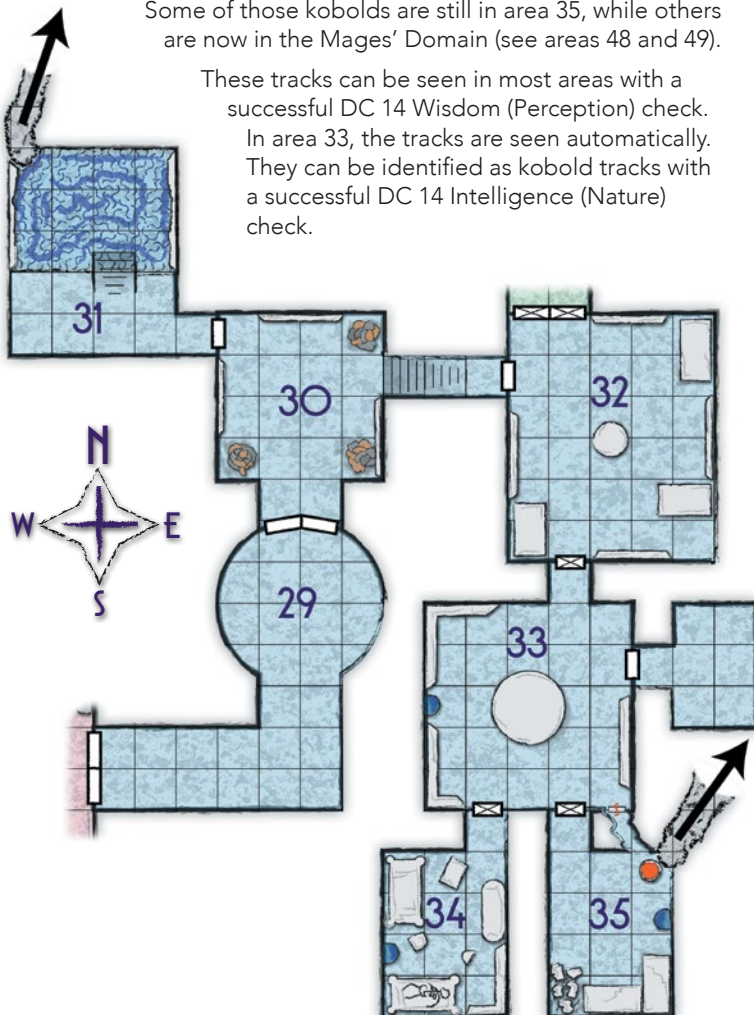 Some of those kobolds are still in area 35, while others
are now in the Mages’ Domain (see areas 48 and 49).
These tracks can be seen in most areas with a
successful DC 14 Wisdom (Perception) check.
In area 33, the tracks are seen automatically.
They can be identified as kobold tracks with
a successful DC 14 Intelligence (Nature)
check.
31
30
32
N
W E
S
29
33
S
34
35